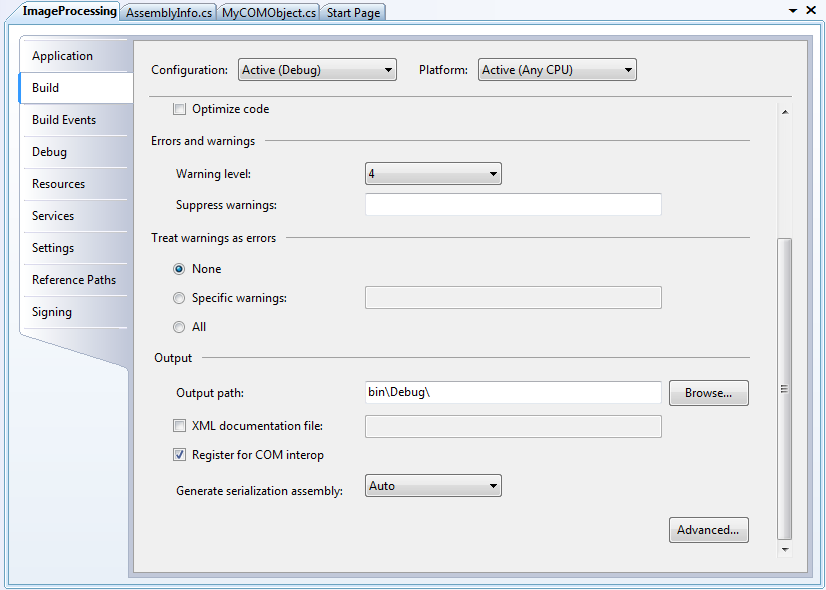 ImageProcessing AssemblyInfo.cs MyCOMObject.cs Start Page
Application
Build
Build Events
Debug
Resources
Services
Settings
Reference Paths
Signing
Configuration: Active (Debug) Platform: Active (Any CPU)
Optimize code
Errors and warnings
Warning level: 4
Suppress warnings:
Treat warnings as errors
None
Specific warnings:
All
Output
Output path: bin\Debug\ Browse...
XML documentation file:
Register for COM interop
Generate serialization assembly: Auto
Advanced...